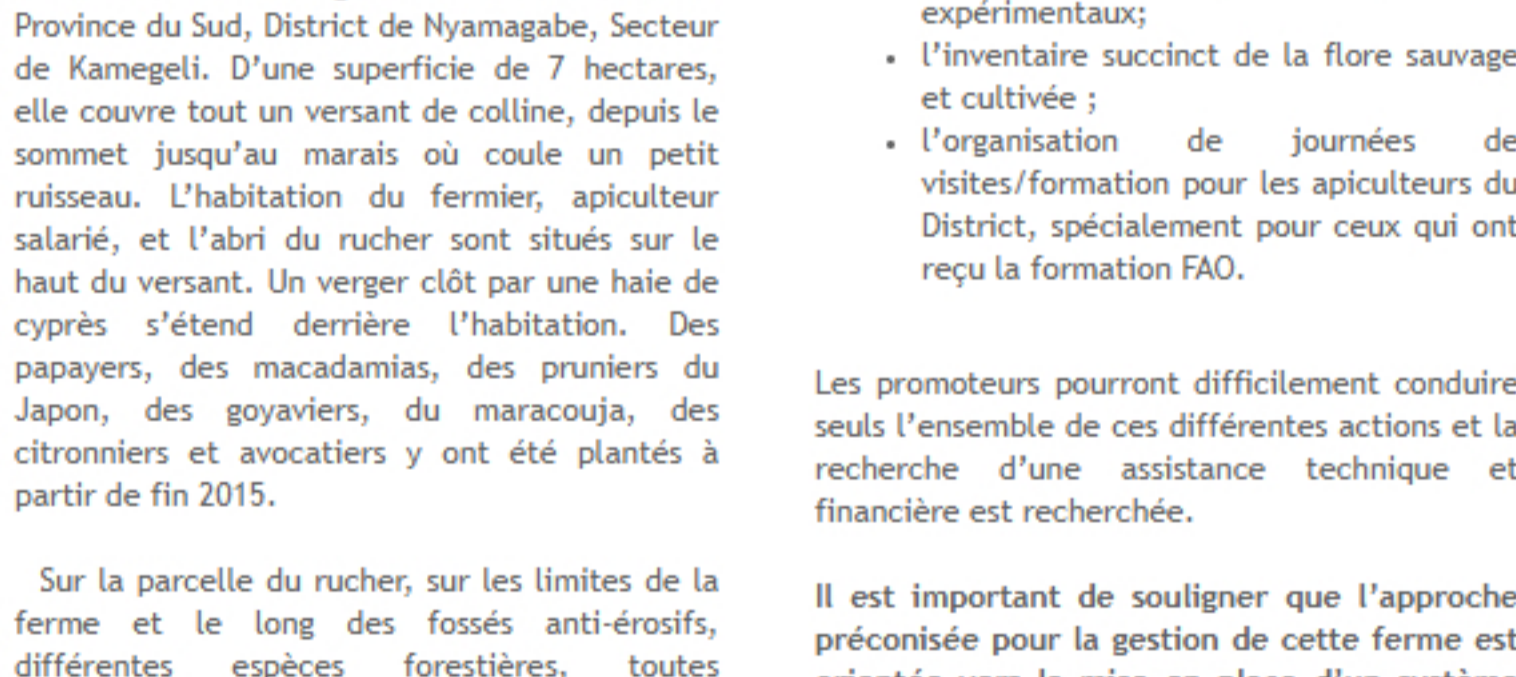 Province du Sud, District de Nyamagabe, Secteur
de Kamegeli. D’une superficie de 7 hectares,
elle couvre tout un versant de colline, depuis le
sommet jusqu’au marais où coule un petit
ruisseau. L’habitation du fermier, apiculteur
salarié, et l’abri du rucher sont situés sur le
haut du versant. Un verger clôt par une haie de
cyprès s’étend derrière l’habitation. Des
papayers, des macadamias, des pruniers du
Japon, des goyaviers, du maracouja, des
citronniers et avocatiers y ont été plantés à
partir de fin 2015.
Sur la parcelle du rucher, sur les limites de la
ferme et le long des fossés anti-érosifs,
différentes espèces forestières, toutes
expérimentaux;
• l’inventaire succinct de la flore sauvage
et cultivée ;
• l’organisation de journées de
visites/formation pour les apiculteurs du
District, spécialement pour ceux qui ont
reçu la formation FAO.
Les promoteurs pourront difficilement conduire
seuls l’ensemble de ces différentes actions et la
recherche d’une assistance technique et
financière est recherchée.
Il est important de souligner que l’approche
préconisée pour la gestion de cette ferme est
orientée vers la mise en place d’un système